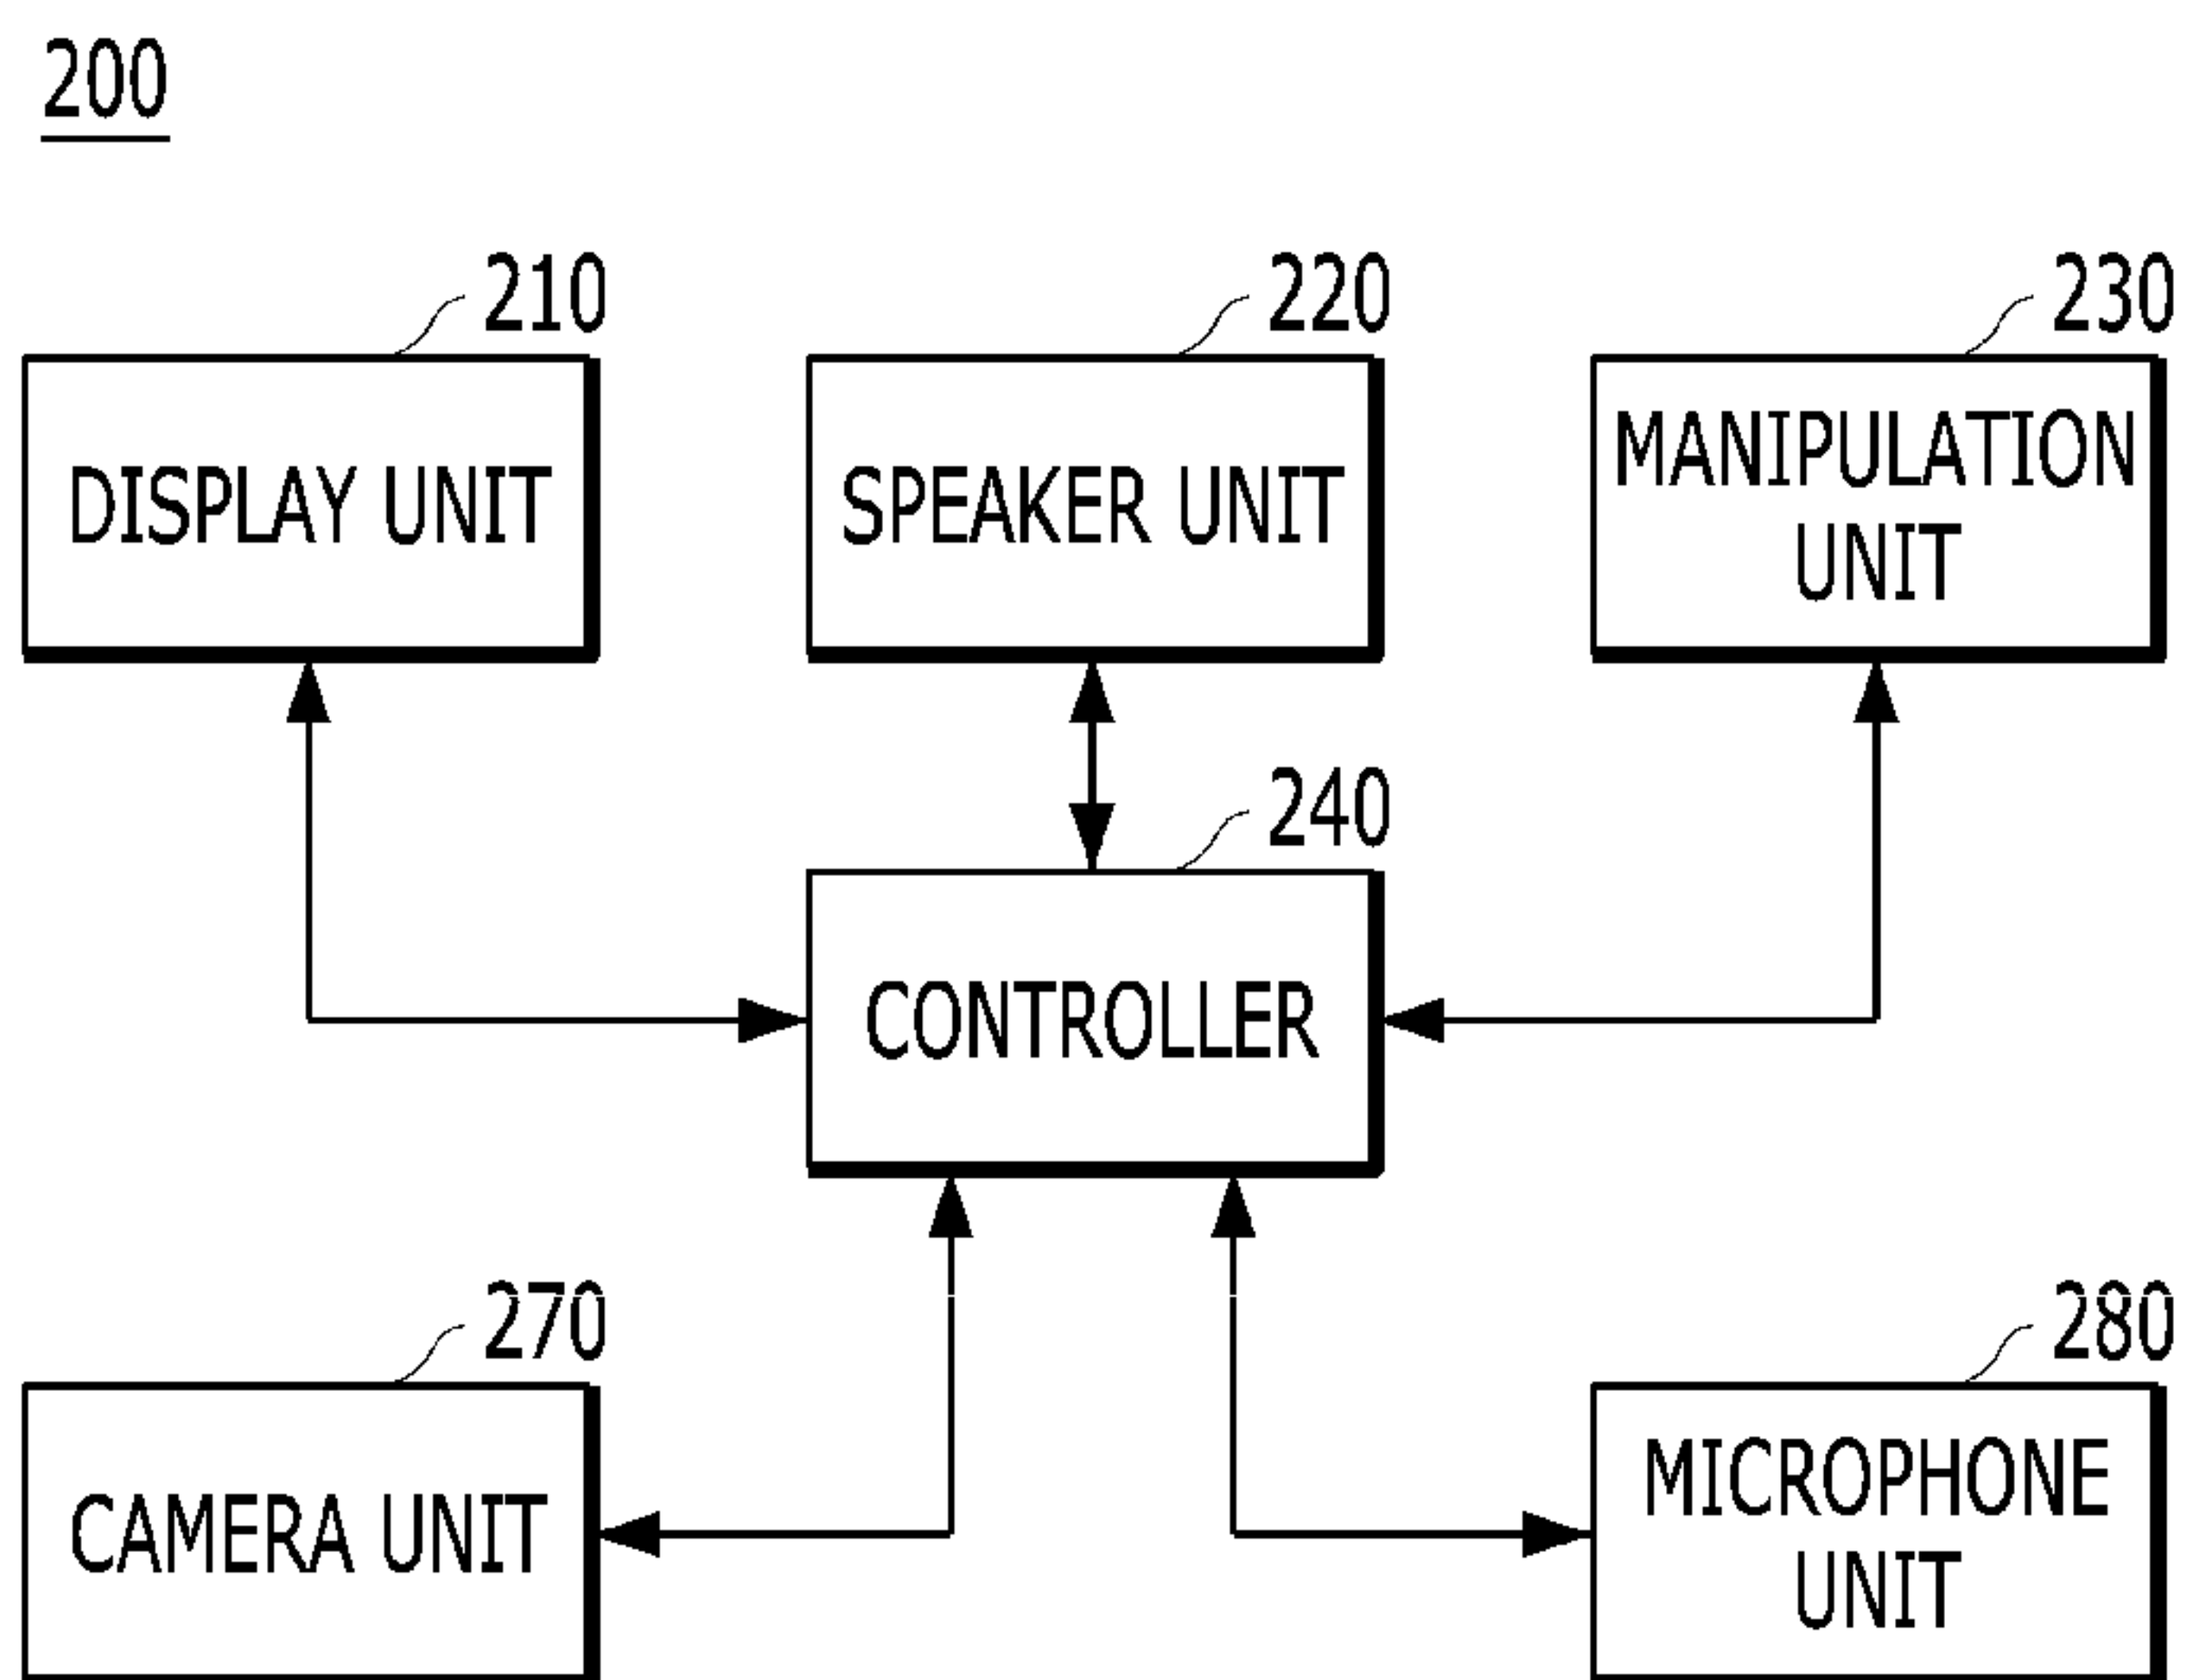 200
210
220
230
DISPLAY UNIT
SPEAKER UNIT
MANIPULATION
UNIT
240
CONTROLLER
270
280
CAMERA UNIT
MICROPHONE
UNIT